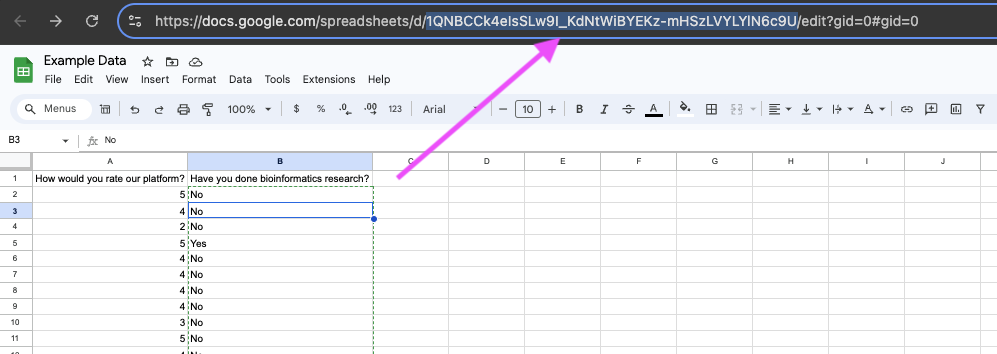 https://docs.google.com/spreadsheets/d/1QNBCCk4elsSLw9I_KdNtWiBYEKz-mHSzLVYLYlN6c9U/edit?gid=0#gid=0
Example Data
File Edit View Insert Format Data Tools Extensions Help
Menus 100% $ % .0 .00 123 Arial 10 B I S A
B3 fx No
A B C D E F G H I J
1 How would you rate our platform? Have you done bioinformatics research?
2 5 No
3 4 No
4 2 No
5 5 Yes
6 4 No
7 4 No
8 4 No
9 4 No
10 3 No
11 5 No